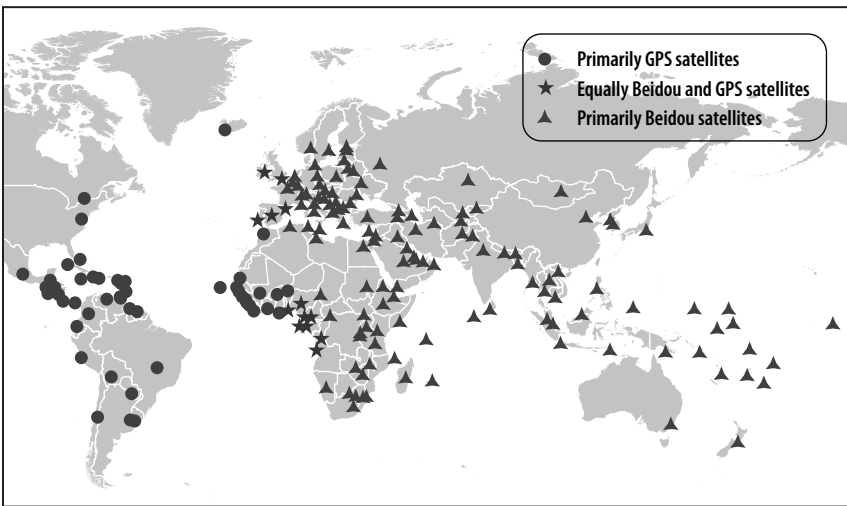 Primarily GPS satellites
Equally Beidou and GPS satellites
Primarily Beidou satellites